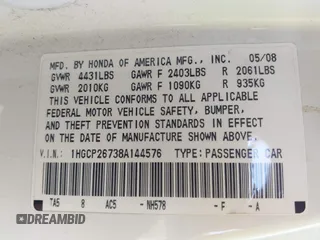 MFD. BY HONDA OF AMERICA MFG., INC. 05/08
GVWR 4431LBS GAWR F 2403LBS R 2061LBS
GVWR 2010KG GAWR F 1090KG R 935KG
THIS VEHICLE CONFORMS TO ALL APPLICABLE
FEDERAL MOTOR VEHICLE SAFETY, BUMPER,
AND THEFT PREVENTION STANDARDS IN EFFECT
ON THE DATE OF MANUFACTURE SHOWN ABOVE.
V.I.N.: 1HGCP26738A144576 TYPE: PASSENGER CAR
TA5 8 AC5 - NH578 - F - A
DREAMBID